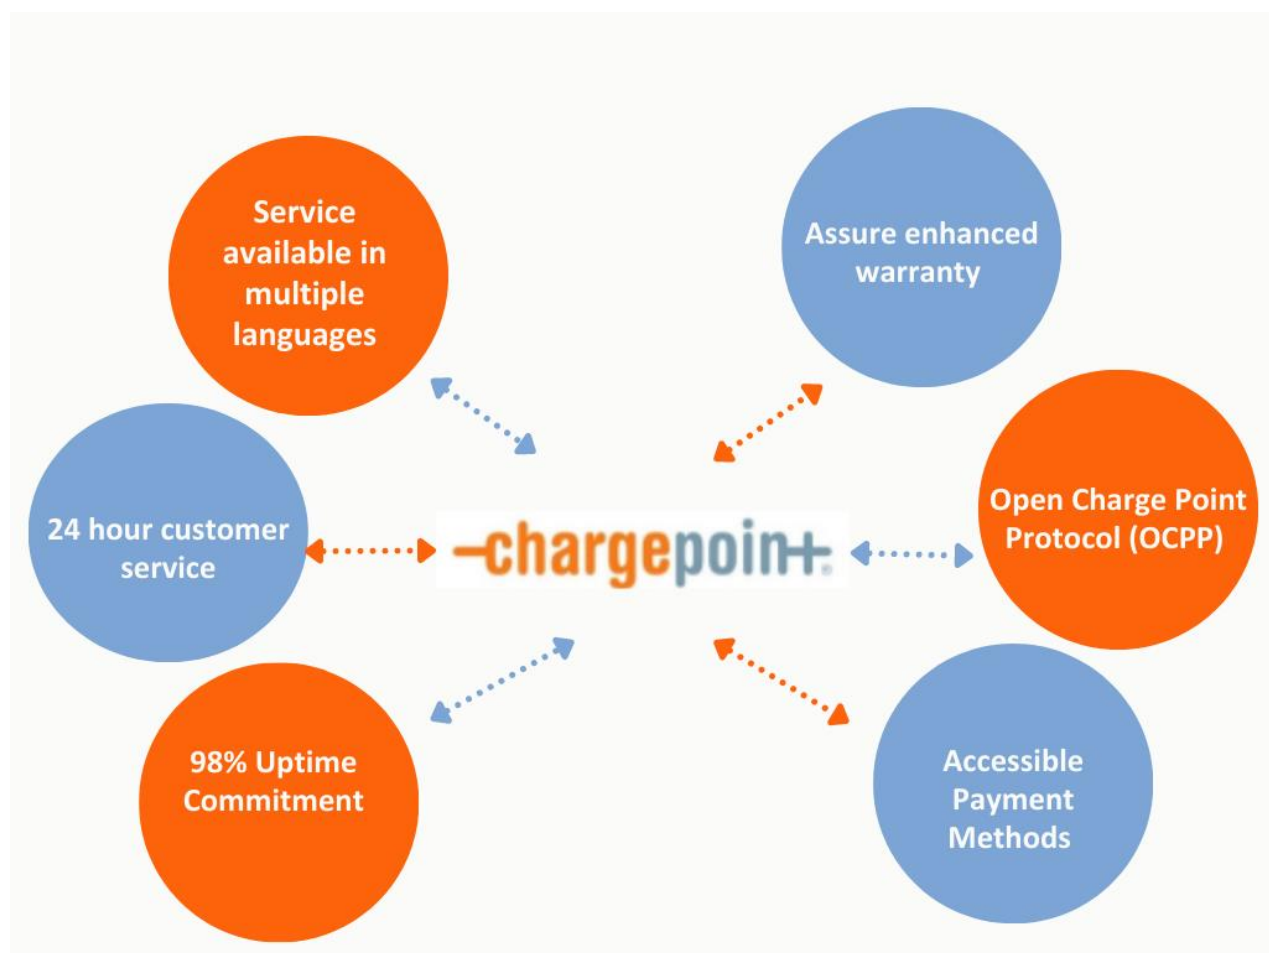 Service
available in
multiple
languages
Assure enhanced
warranty
24 hour customer
service
chargepoint
Open Charge Point
Protocol (OCPP)
98% Uptime
Commitment
Accessible
Payment
Methods